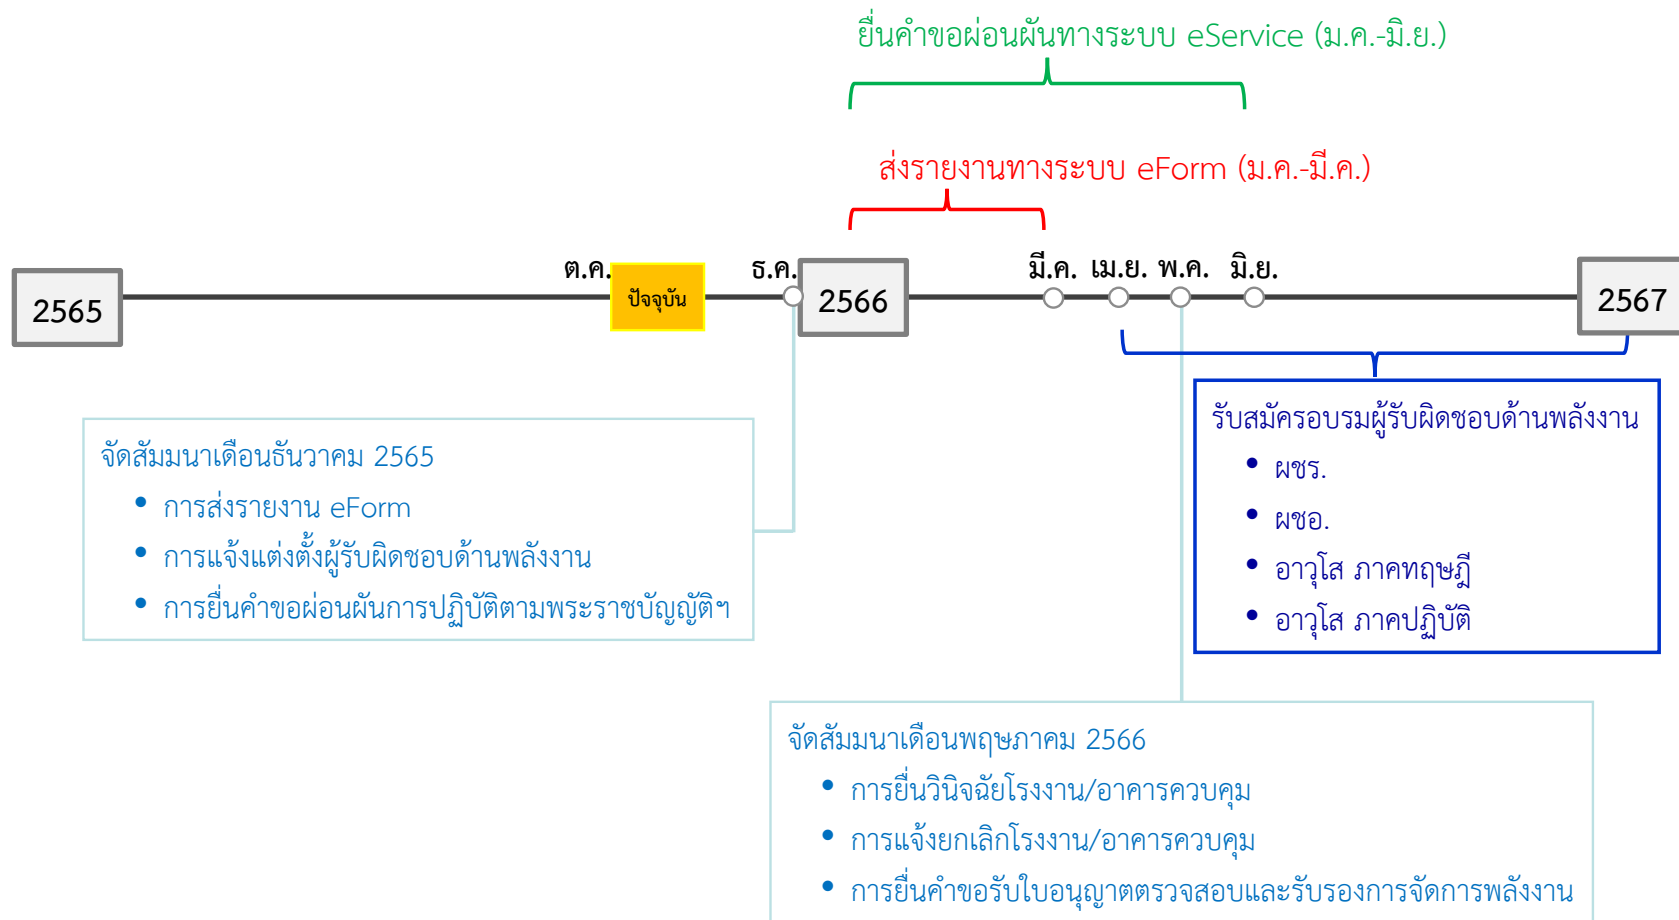 ยื่นคำขอผ่อนผันทางระบบ eService (ม.ค.-มิ.ย.)
ส่งรายงานทางระบบ eForm (ม.ค.-มี.ค.)
ต.ค.
ธ.ค.
มี.ค.
เม.ย.
พ.ค.
มิ.ย.
2565
ปัจจุบัน
2566
2567
จัดสัมมนาเดือนธันวาคม 2565
• การส่งรายงาน eForm
• การแจ้งแต่งตั้งผู้รับผิดชอบด้านพลังงาน
• การยื่นคำขอผ่อนผันการปฏิบัติตามพระราชบัญญัติฯ
รับสมัครอบรมผู้รับผิดชอบด้านพลังงาน
• ผชร.
• ผชอ.
• อาวุโส ภาคทฤษฎี
• อาวุโส ภาคปฏิบัติ
จัดสัมมนาเดือนพฤษภาคม 2566
• การยื่นวินิจฉัยโรงงาน/อาคารควบคุม
• การแจ้งยกเลิกโรงงาน/อาคารควบคุม
• การยื่นคำขอรับใบอนุญาตตรวจสอบและรับรองการจัดการพลังงาน